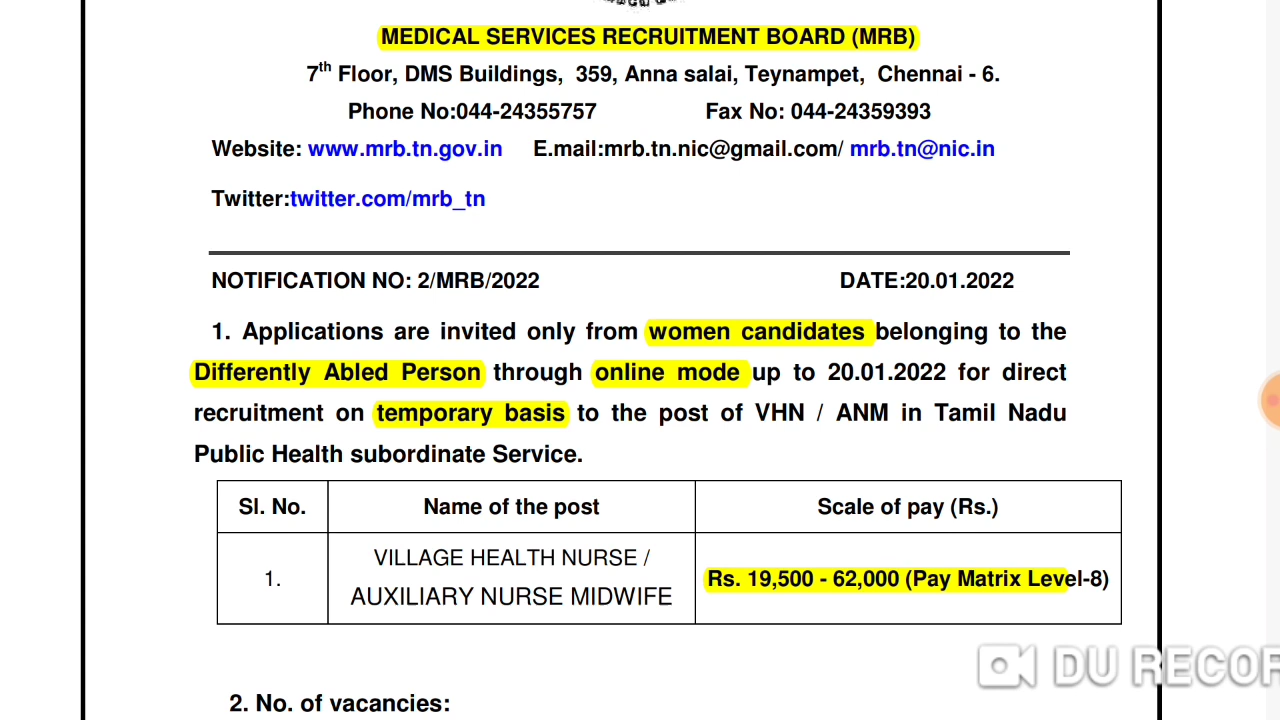 MEDICAL SERVICES RECRUITMENT BOARD (MRB)
7th Floor, DMS Buildings, 359, Anna salai, Teynampet, Chennai - 6.
Phone No:044-24355757 Fax No: 044-24359393
Website: www.mrb.tn.gov.in E.mail:mrb.tn.nic@gmail.com/ mrb.tn@nic.in
Twitter:twitter.com/mrb_tn
NOTIFICATION NO: 2/MRB/2022 DATE:20.01.2022
1. Applications are invited only from women candidates belonging to the
Differently Abled Person through online mode up to 20.01.2022 for direct
recruitment on temporary basis to the post of VHN / ANM in Tamil Nadu
Public Health subordinate Service.
Sl. No. Name of the post Scale of pay (Rs.)
1. VILLAGE HEALTH NURSE /
AUXILIARY NURSE MIDWIFE Rs. 19,500 - 62,000 (Pay Matrix Level-8)
DU RECOR
2. No. of vacancies: